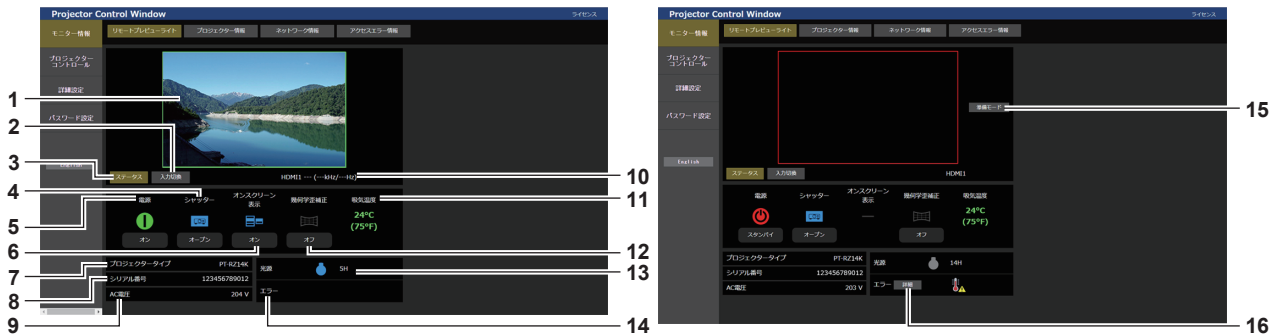 Projector Control Window
ライセンス
モニター情報
リモートプレビューライト
プロジェクター情報
ネットワーク情報
アクセスエラー情報
プロジェクター
コントロール
詳細設定
パスワード設定
ステータス
入力切換
HDMI1 --- (---kHz/---Hz)
電源
シャッター
オンスクリーン
表示
幾何学歪補正
吸気温度
24°C
(75°F)
オン
オープン
オン
オフ
プロジェクタータイプ
PT-RZ14K
シリアル番号
123456789012
AC電圧
204 V
光源
5H
エラー
1
2
3
4
5
6
7
8
9
10
11
12
13
14
Projector Control Window
ライセンス
モニター情報
リモートプレビューライト
プロジェクター情報
ネットワーク情報
アクセスエラー情報
プロジェクター
コントロール
詳細設定
パスワード設定
English
準備モード
ステータス
入力切換
HDMI1
電源
シャッター
オンスクリーン
表示
幾何学歪補正
吸気温度
24°C
(75°F)
スタンバイ
オープン
オフ
プロジェクタータイプ
PT-RZ14K
シリアル番号
123456789012
AC電圧
203 V
光源
14H
エラー
詳細
15
16